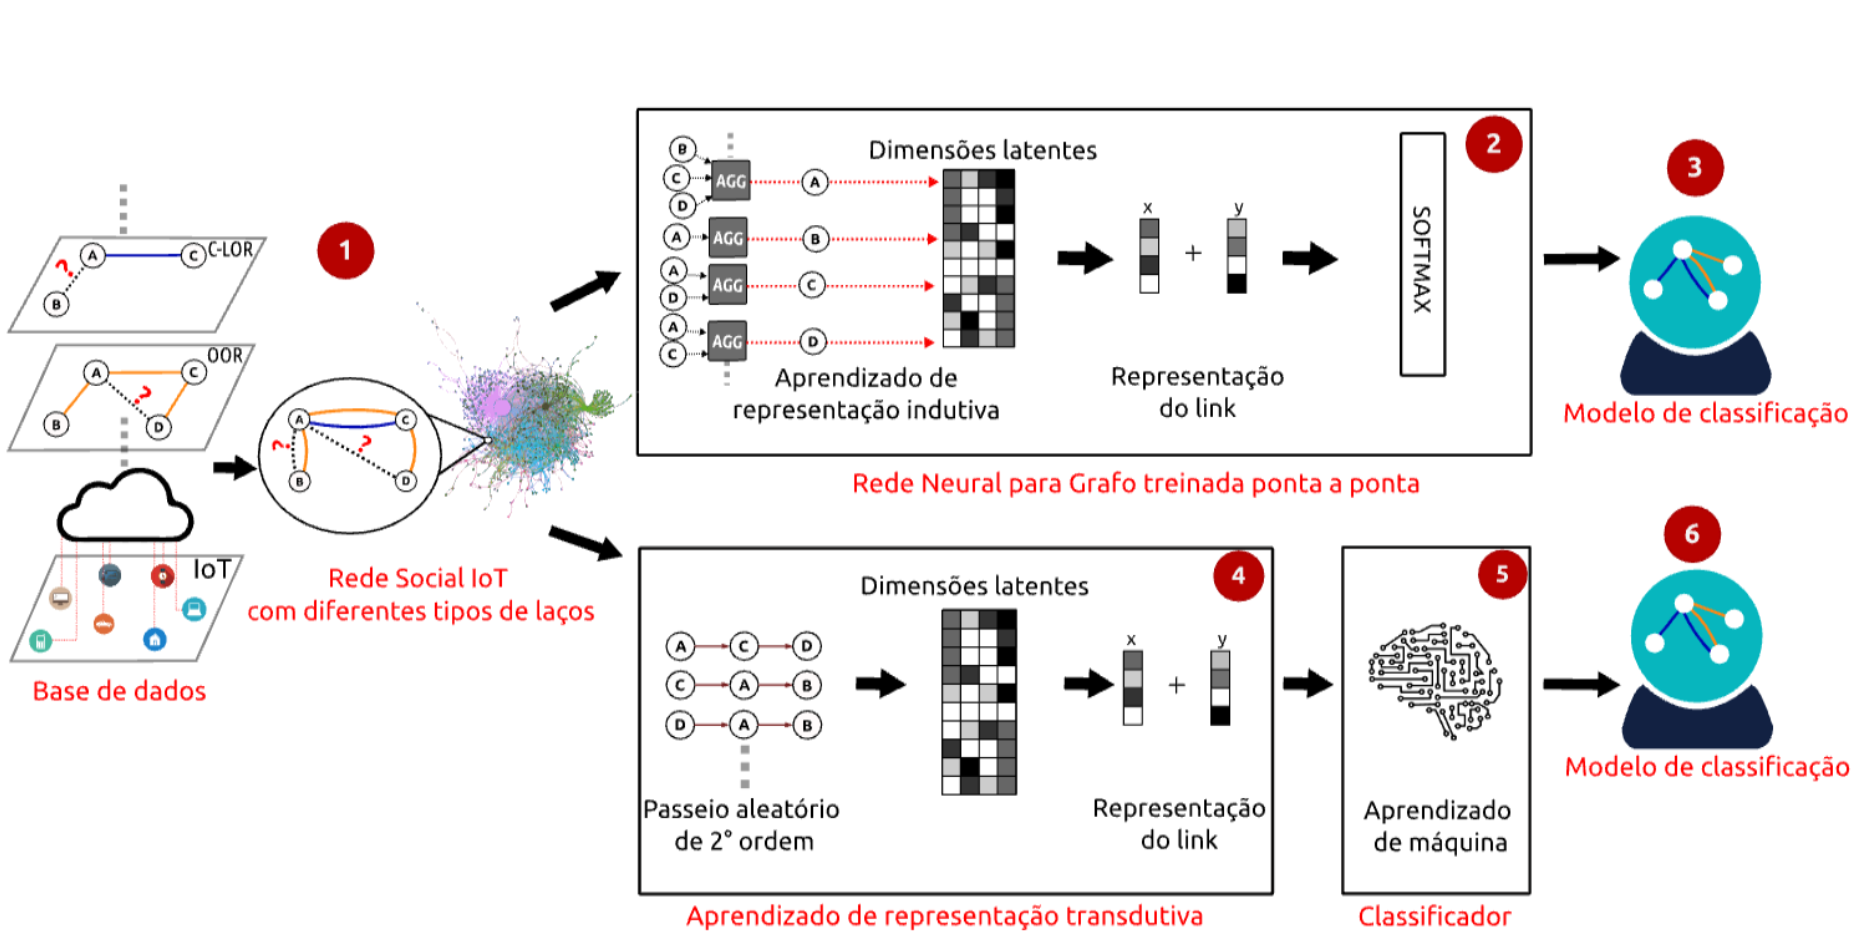 C-LOR
A
C
?
B
OOR
A
C
?
B
D
IoT
Base de dados
1
A
C
?
?
B
D
Rede Social IoT
com diferentes tipos de laços
2
B
C
D
AGG
A
A
AGG
B
A
D
AGG
C
A
C
AGG
D
Dimensões latentes
Aprendizado de
representação indutiva
x
+
y
Representação
do link
SOFTMAX
Rede Neural para Grafo treinada ponta a ponta
3
Modelo de classificação
4
A
C
D
C
A
B
D
A
B
Passeio aleatório
de 2° ordem
Dimensões latentes
x
+
y
Representação
do link
Aprendizado de representação transdutiva
5
Aprendizado
de máquina
Classificador
6
Modelo de classificação